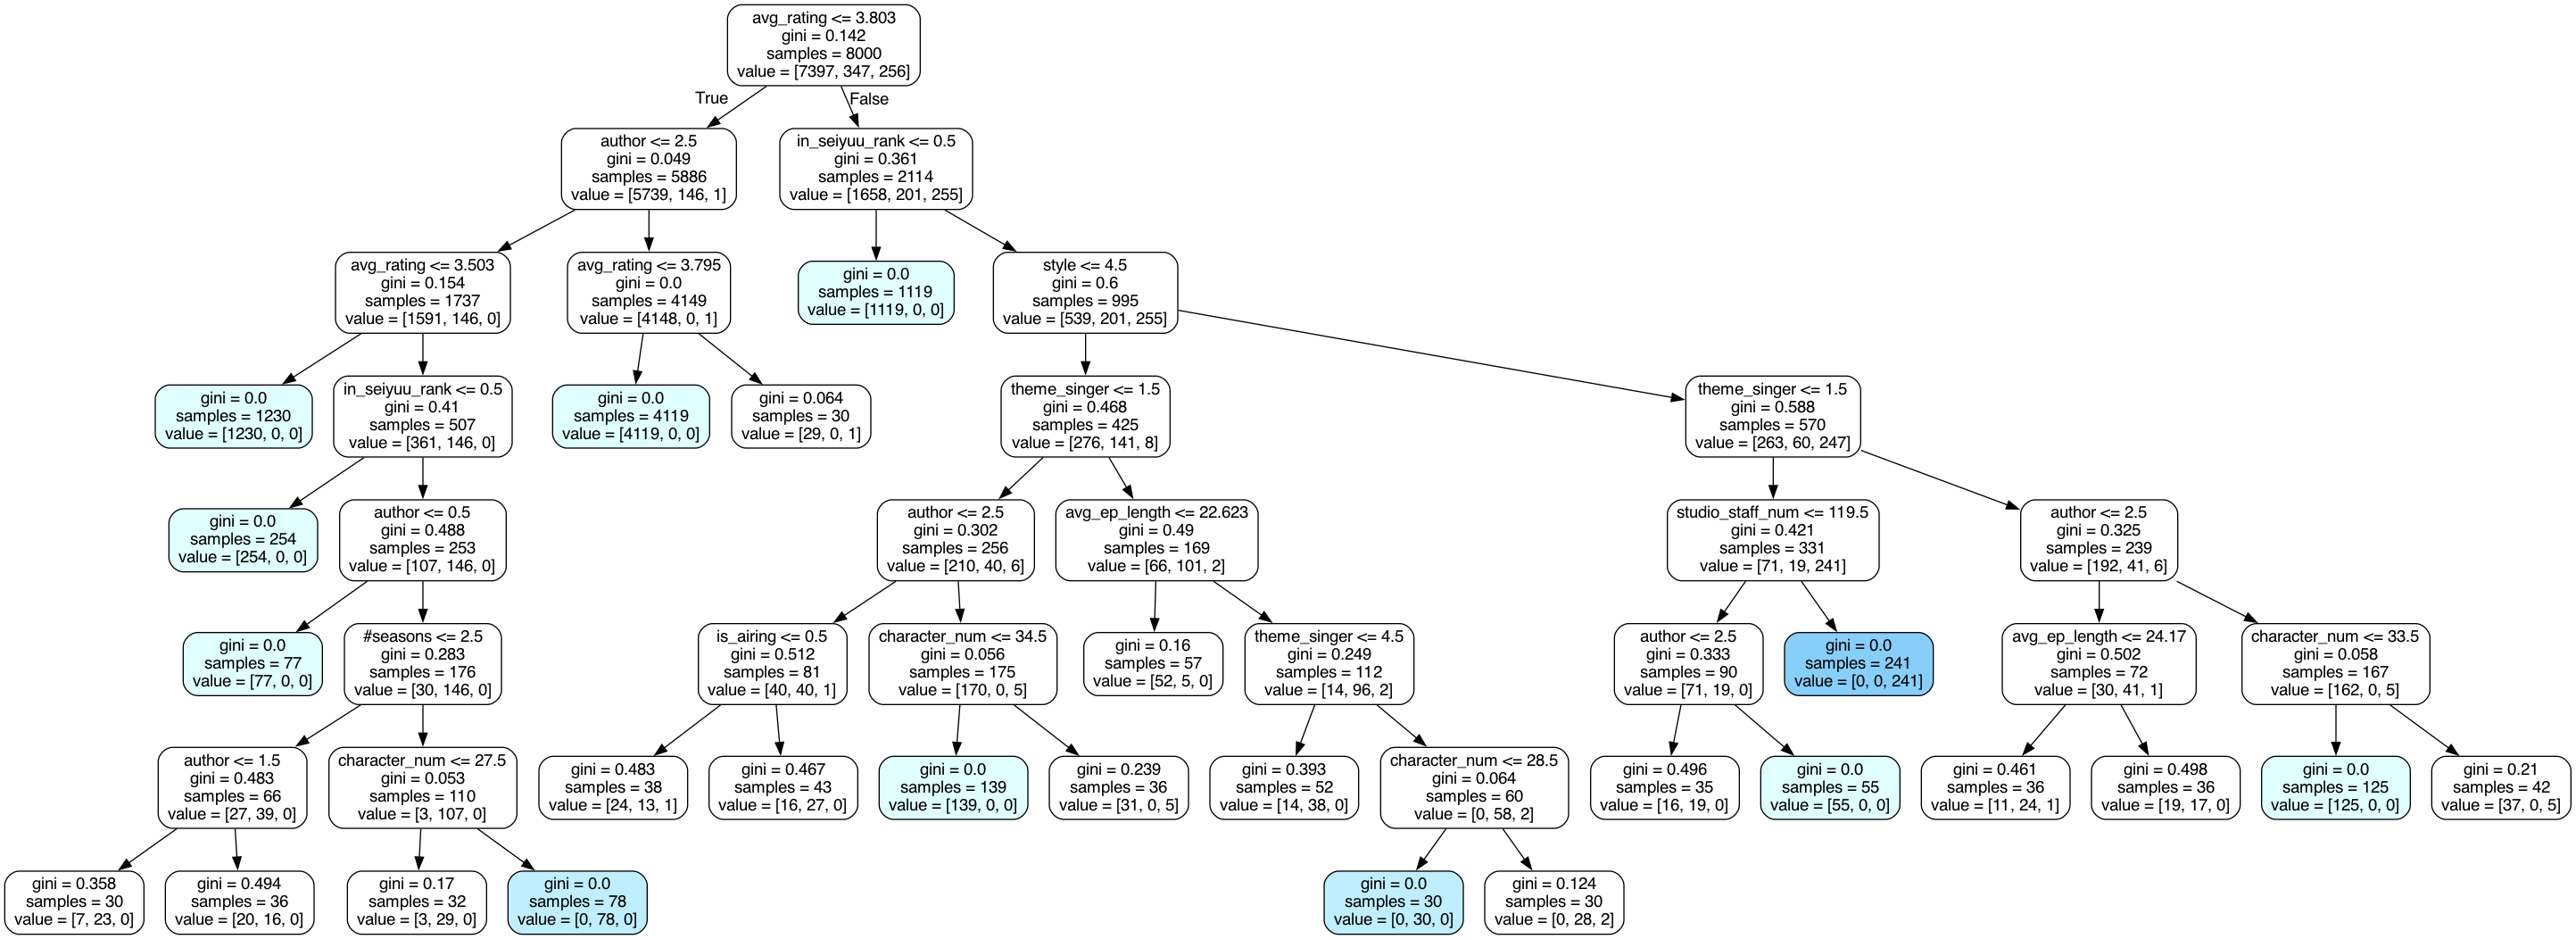 avg_rating <= 3.803
gini = 0.142
samples = 8000
value = [7397, 347, 256]
True
False
author <= 2.5
gini = 0.049
samples = 5886
value = [5739, 146, 1]
in_seiyuu_rank <= 0.5
gini = 0.361
samples = 2114
value = [1658, 201, 255]
avg_rating <= 3.503
gini = 0.154
samples = 1737
value = [1591, 146, 0]
avg_rating <= 3.795
gini = 0.0
samples = 4149
value = [4148, 0, 1]
gini = 0.0
samples = 1119
value = [1119, 0, 0]
style <= 4.5
gini = 0.6
samples = 995
value = [539, 201, 255]
gini = 0.0
samples = 1230
value = [1230, 0, 0]
in_seiyuu_rank <= 0.5
gini = 0.41
samples = 507
value = [361, 146, 0]
gini = 0.0
samples = 4119
value = [4119, 0, 0]
gini = 0.064
samples = 30
value = [29, 0, 1]
theme_singer <= 1.5
gini = 0.468
samples = 425
value = [276, 141, 8]
theme_singer <= 1.5
gini = 0.588
samples = 570
value = [263, 60, 247]
gini = 0.0
samples = 254
value = [254, 0, 0]
author <= 0.5
gini = 0.488
samples = 253
value = [107, 146, 0]
author <= 2.5
gini = 0.302
samples = 256
value = [210, 40, 6]
avg_ep_length <= 22.623
gini = 0.49
samples = 169
value = [66, 101, 2]
studio_staff_num <= 119.5
gini = 0.421
samples = 331
value = [71, 19, 241]
author <= 2.5
gini = 0.325
samples = 239
value = [192, 41, 6]
gini = 0.0
samples = 77
value = [77, 0, 0]
#seasons <= 2.5
gini = 0.283
samples = 176
value = [30, 146, 0]
is_airing <= 0.5
gini = 0.512
samples = 81
value = [40, 40, 1]
character_num <= 34.5
gini = 0.056
samples = 175
value = [170, 0, 5]
gini = 0.16
samples = 57
value = [52, 5, 0]
theme_singer <= 4.5
gini = 0.249
samples = 112
value = [14, 96, 2]
author <= 2.5
gini = 0.333
samples = 90
value = [71, 19, 0]
gini = 0.0
samples = 241
value = [0, 0, 241]
avg_ep_length <= 24.17
gini = 0.502
samples = 72
value = [30, 41, 1]
character_num <= 33.5
gini = 0.058
samples = 167
value = [162, 0, 5]
author <= 1.5
gini = 0.483
samples = 66
value = [27, 39, 0]
character_num <= 27.5
gini = 0.053
samples = 110
value = [3, 107, 0]
gini = 0.483
samples = 38
value = [24, 13, 1]
gini = 0.467
samples = 43
value = [16, 27, 0]
gini = 0.0
samples = 139
value = [139, 0, 0]
gini = 0.239
samples = 36
value = [31, 0, 5]
gini = 0.393
samples = 52
value = [14, 38, 0]
character_num <= 28.5
gini = 0.064
samples = 60
value = [0, 58, 2]
gini = 0.496
samples = 35
value = [16, 19, 0]
gini = 0.0
samples = 55
value = [55, 0, 0]
gini = 0.461
samples = 36
value = [11, 24, 1]
gini = 0.498
samples = 36
value = [19, 17, 0]
gini = 0.0
samples = 125
value = [125, 0, 0]
gini = 0.21
samples = 42
value = [37, 0, 5]
gini = 0.358
samples = 30
value = [7, 23, 0]
gini = 0.494
samples = 36
value = [20, 16, 0]
gini = 0.17
samples = 32
value = [3, 29, 0]
gini = 0.0
samples = 78
value = [0, 78, 0]
gini = 0.0
samples = 30
value = [0, 30, 0]
gini = 0.124
samples = 30
value = [0, 28, 2]